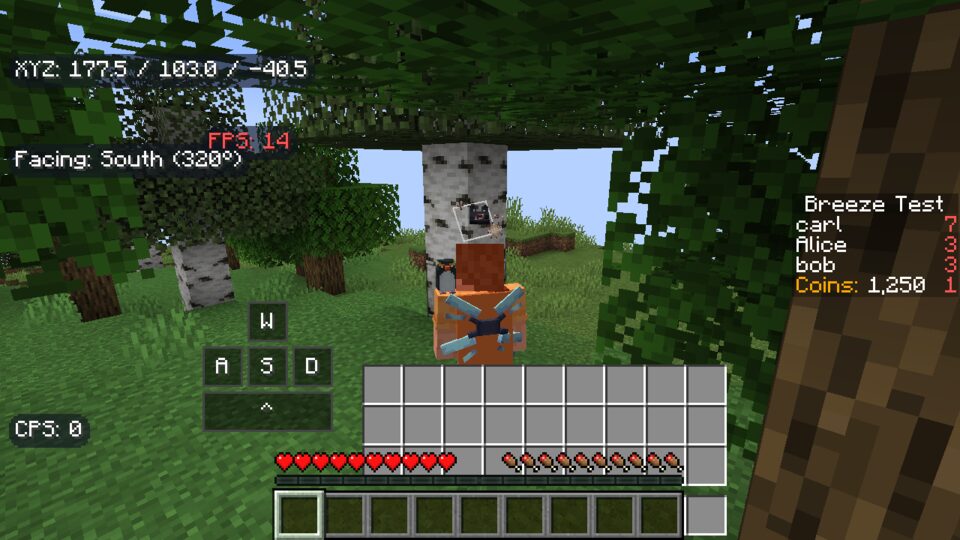 XYZ: 177.5 / 103.0 / -40.5
FPS: 14
Facing: South (320°)
Breeze Test
carl 7
Alice 3
bob 3
Coins: 1,250 1
W
A S D
^
CPS: 0